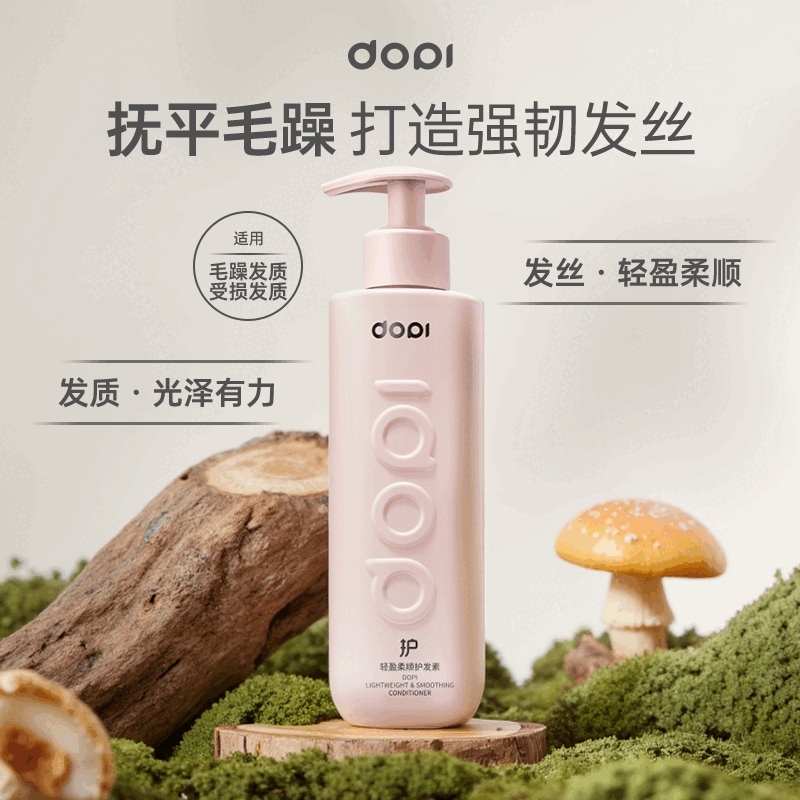 dopi
抚平毛躁 打造强韧发丝
适用
毛躁发质
受损发质
发丝·轻盈柔顺
发质·光泽有力
dopi
dopi
护
轻盈柔顺护发素
DOPI
LIGHTWEIGHT & SMOOTHING
CONDITIONER